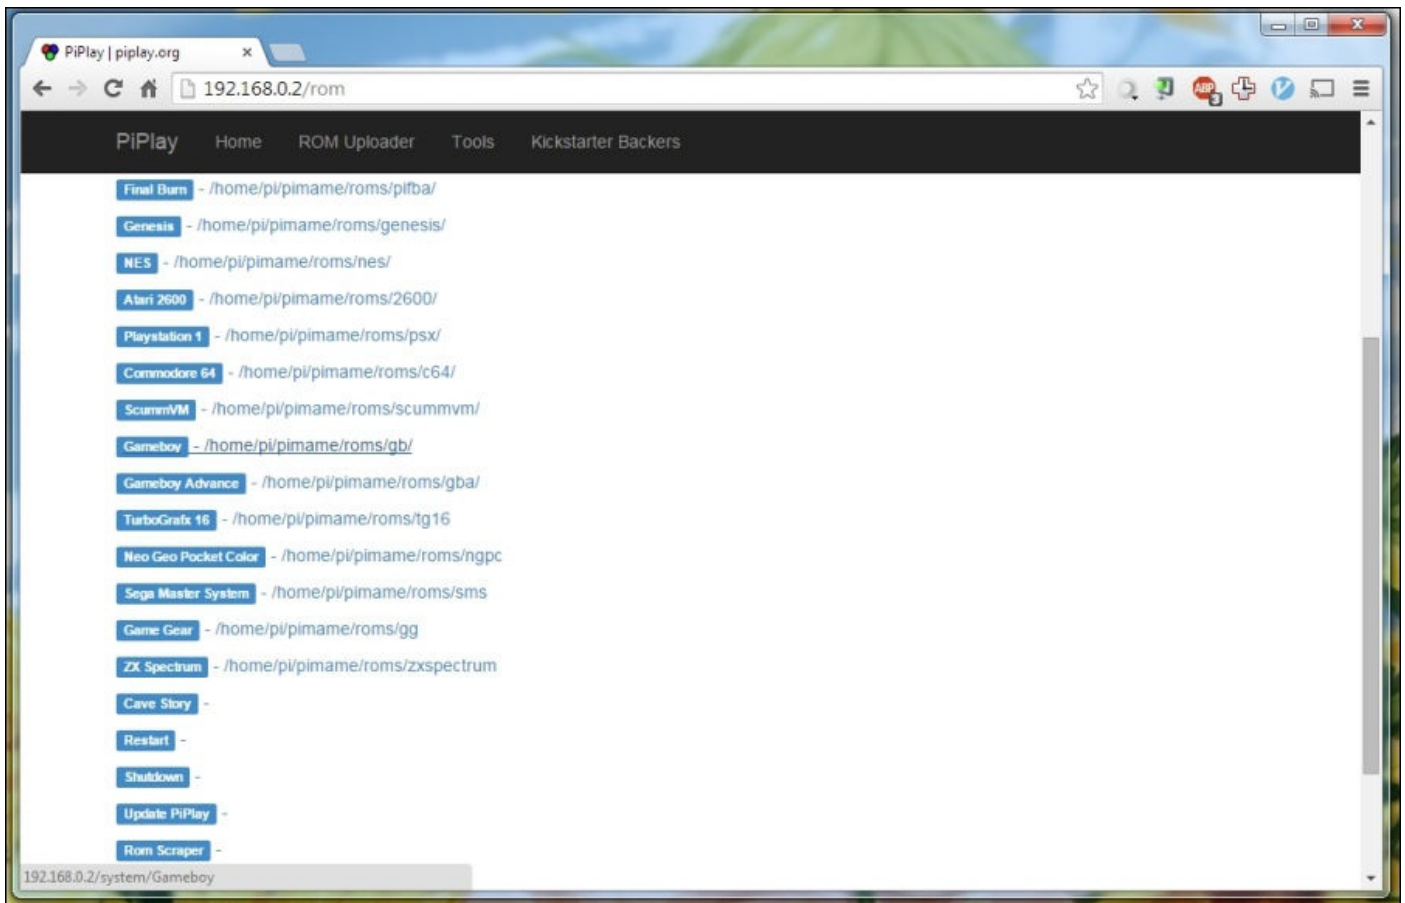 PiPlay | piplay.org
192.168.0.2/rom
ABP
3
PiPlay Home ROM Uploader Tools Kickstarter Backers
Final Burn - /home/pi/pimame/roms/pifba/
Genesis - /home/pi/pimame/roms/genesis/
NES - /home/pi/pimame/roms/nes/
Atari 2600 - /home/pi/pimame/roms/2600/
Playstation 1 - /home/pi/pimame/roms/psx/
Commodore 64 - /home/pi/pimame/roms/c64/
ScummVM - /home/pi/pimame/roms/scummvm/
Gameboy - /home/pi/pimame/roms/gb/
Gameboy Advance - /home/pi/pimame/roms/gba/
TurboGrafx 16 - /home/pi/pimame/roms/tg16
Neo Geo Pocket Color - /home/pi/pimame/roms/ngpc
Sega Master System - /home/pi/pimame/roms/sms
Game Gear - /home/pi/pimame/roms/gg
ZX Spectrum - /home/pi/pimame/roms/zxspectrum
Cave Story -
Restart -
Shutdown -
Update PiPlay -
Rom Scraper -
192.168.0.2/system/Gameboy